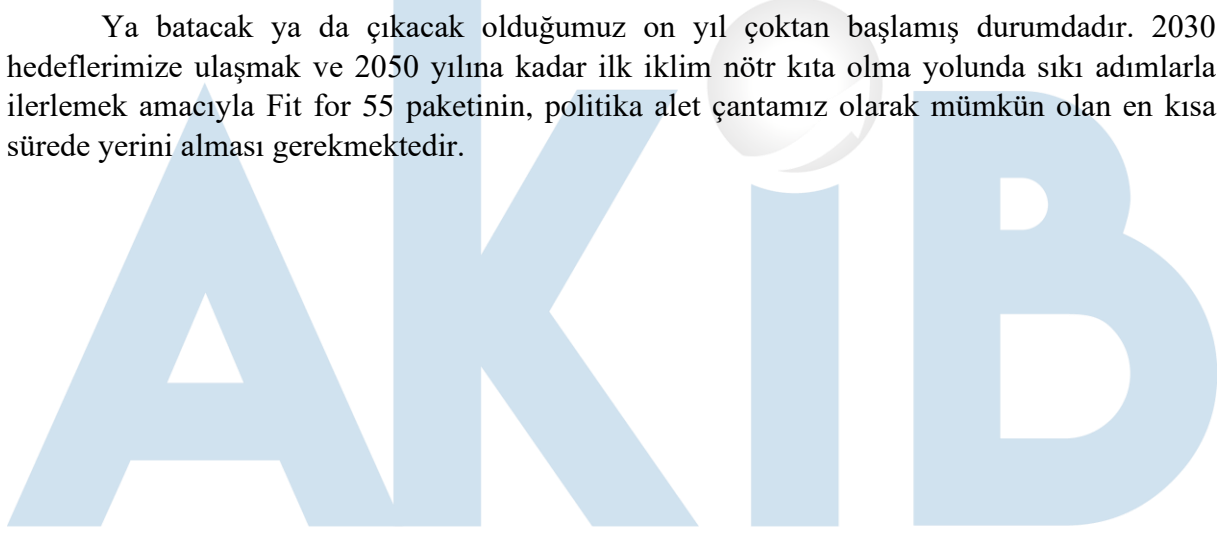 Ya batacak ya da çıkacak olduğumuz on yıl çoktan başlamış durumdadır. 2030
hedeflerimize ulaşmak ve 2050 yılına kadar ilk iklim nötr kıta olma yolunda sıkı adımlarla
ilerlemek amacıyla Fit for 55 paketinin, politika alet çantamız olarak mümkün olan en kısa
sürede yerini alması gerekmektedir.
AKİB